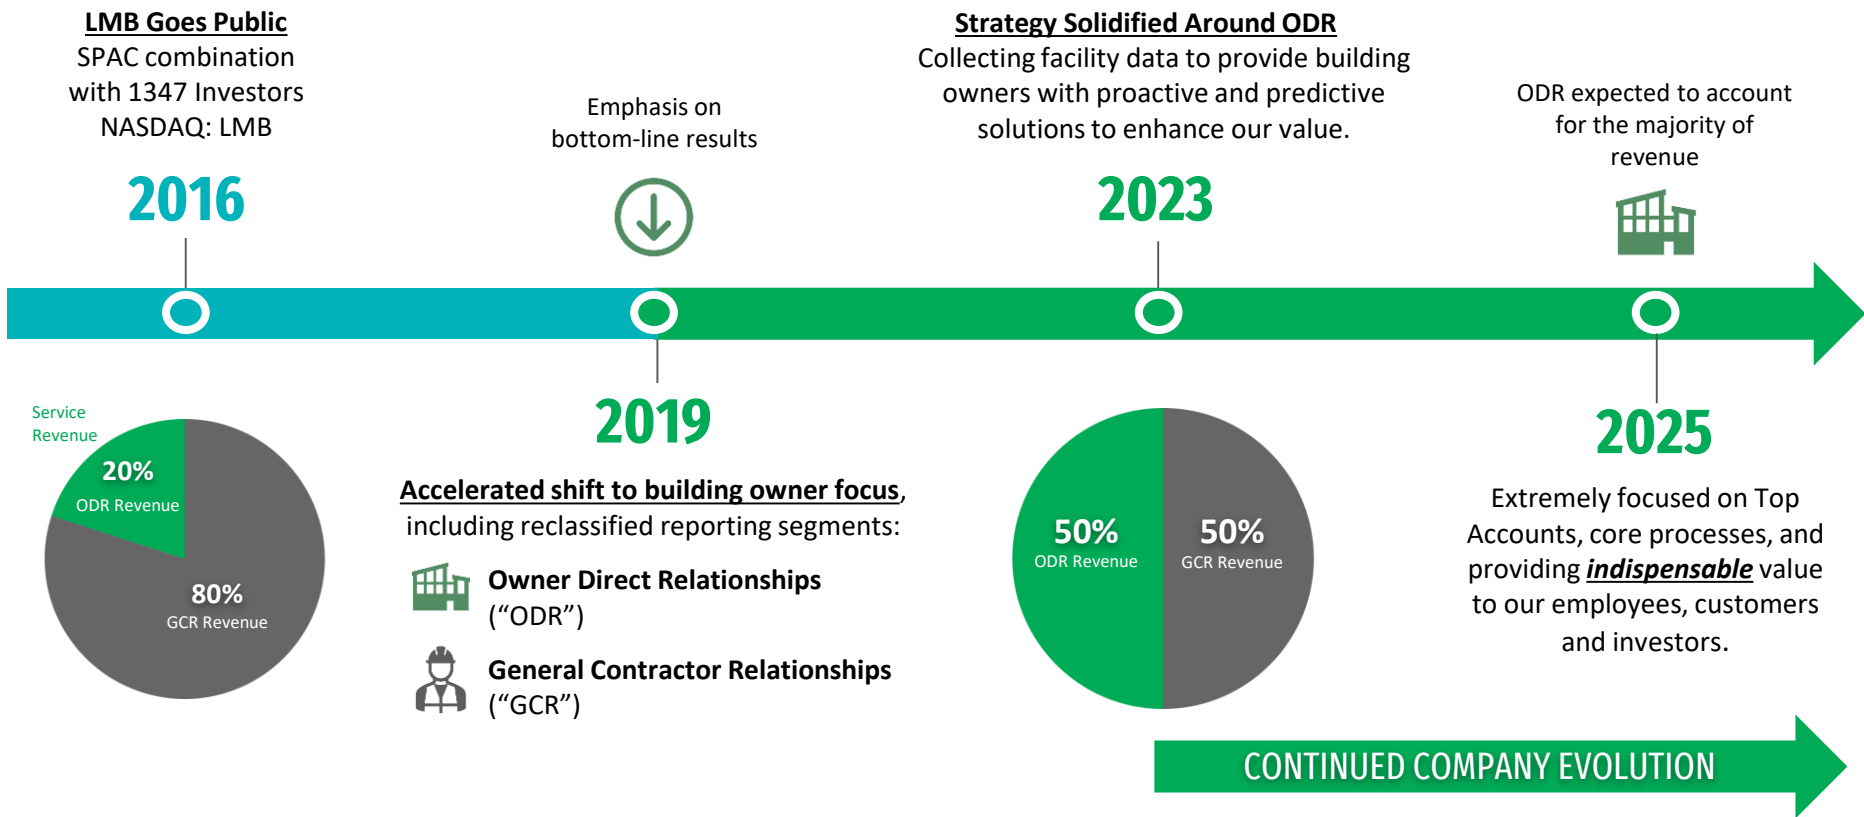 LMB Goes Public
SPAC combination
with 1347 Investors
NASDAQ: LMB
2016
Emphasis on
bottom-line results
Strategy Solidified Around ODR
Collecting facility data to provide building
owners with proactive and predictive
solutions to enhance our value.
2023
ODR expected to account
for the majority of
revenue
Service
Revenue
20%
ODR Revenue
80%
GCR Revenue
2019
Accelerated shift to building owner focus,
including reclassified reporting segments:
Owner Direct Relationships
(“ODR”)
General Contractor Relationships
(“GCR”)
50%
ODR Revenue
50%
GCR Revenue
2025
Extremely focused on Top
Accounts, core processes, and
providing indispensable value
to our employees, customers
and investors.
CONTINUED COMPANY EVOLUTION